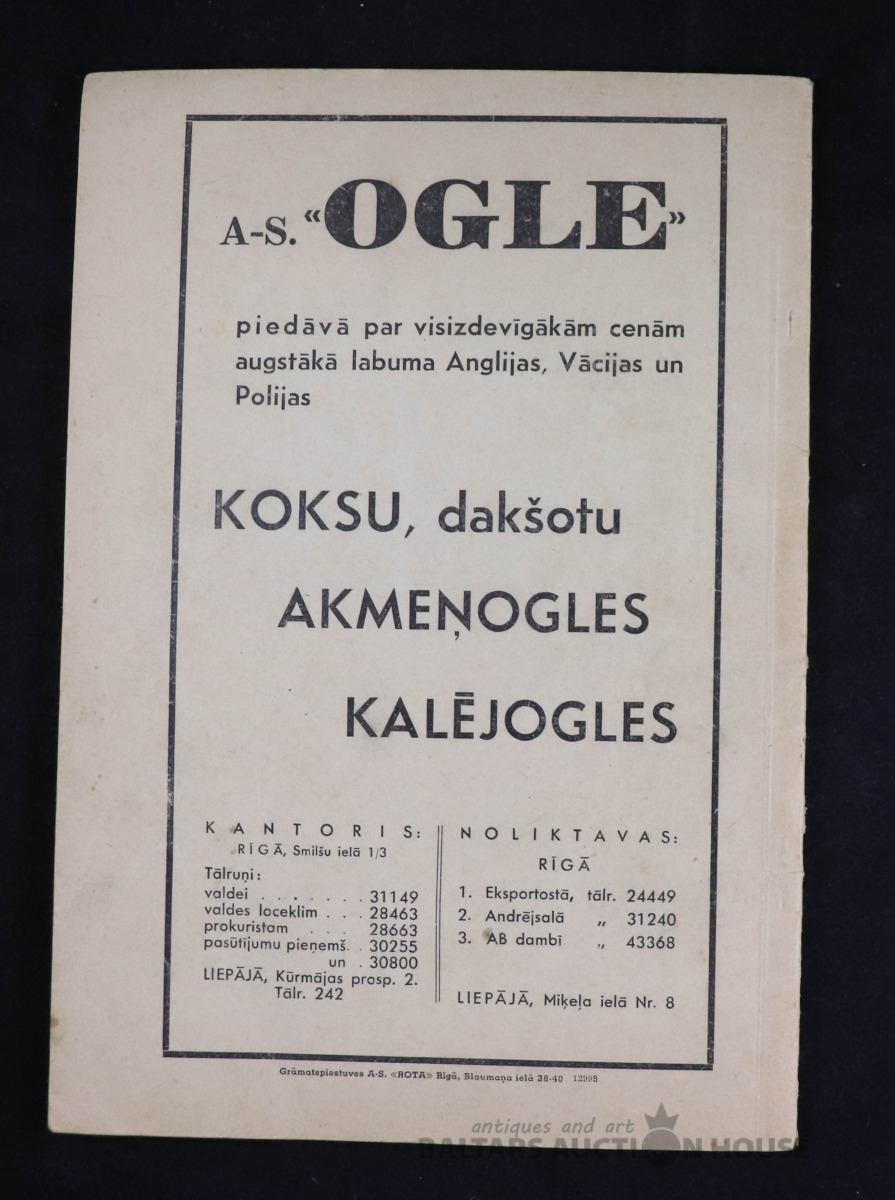 A-S. “OGLE”
piedāvā par visizdevīgākām cenām
augstākā labuma Anglijas, Vācijas un
Polijas
KOKSU, dakšotu
AKMEŅOGLES
KALĒJOGLES
KANTORIS:
RĪGĀ, Smilšu ielā 1/3
Tālruņi:
valdei . . . . . . . 31149
valdes loceklim . . . 28463
prokuristam . . . 28663
pasūtījumu pieņemš. . 30255
un . 30800
LIEPĀJĀ, Kūrmājas prosp. 2.
Tālr. 242
NOLIKTAVAS:
RĪGĀ
1. Eksportostā, tālr. 24449
2. Andrējsalā „ 31240
3. AB dambī „ 43368
LIEPĀJĀ, Miķeļa ielā Nr. 8
Grāmatspiestuves A-S. «ROTA» Rīgā, Blaumaņa ielā 38-40 12998
antiques and art
BALTARS AUCTION HOUSE